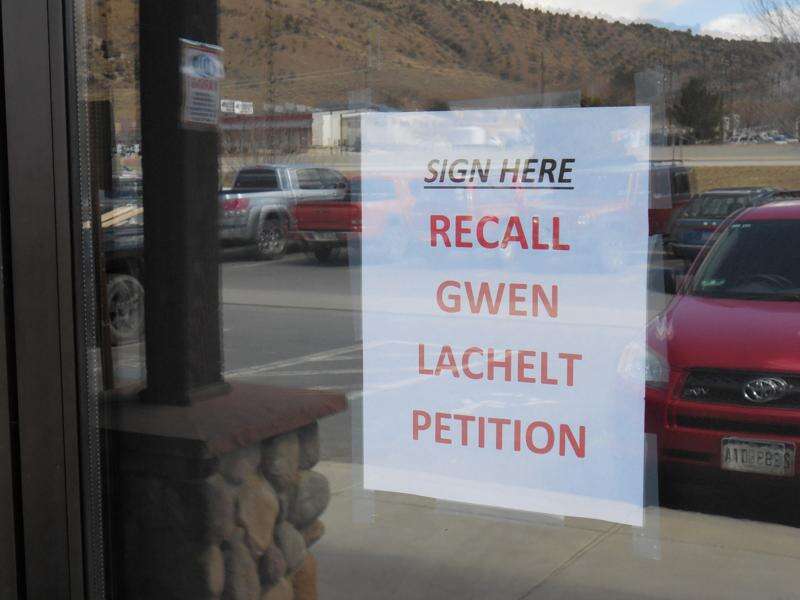 SIGN HERE
RECALL
GWEN
LACHELT
PETITION